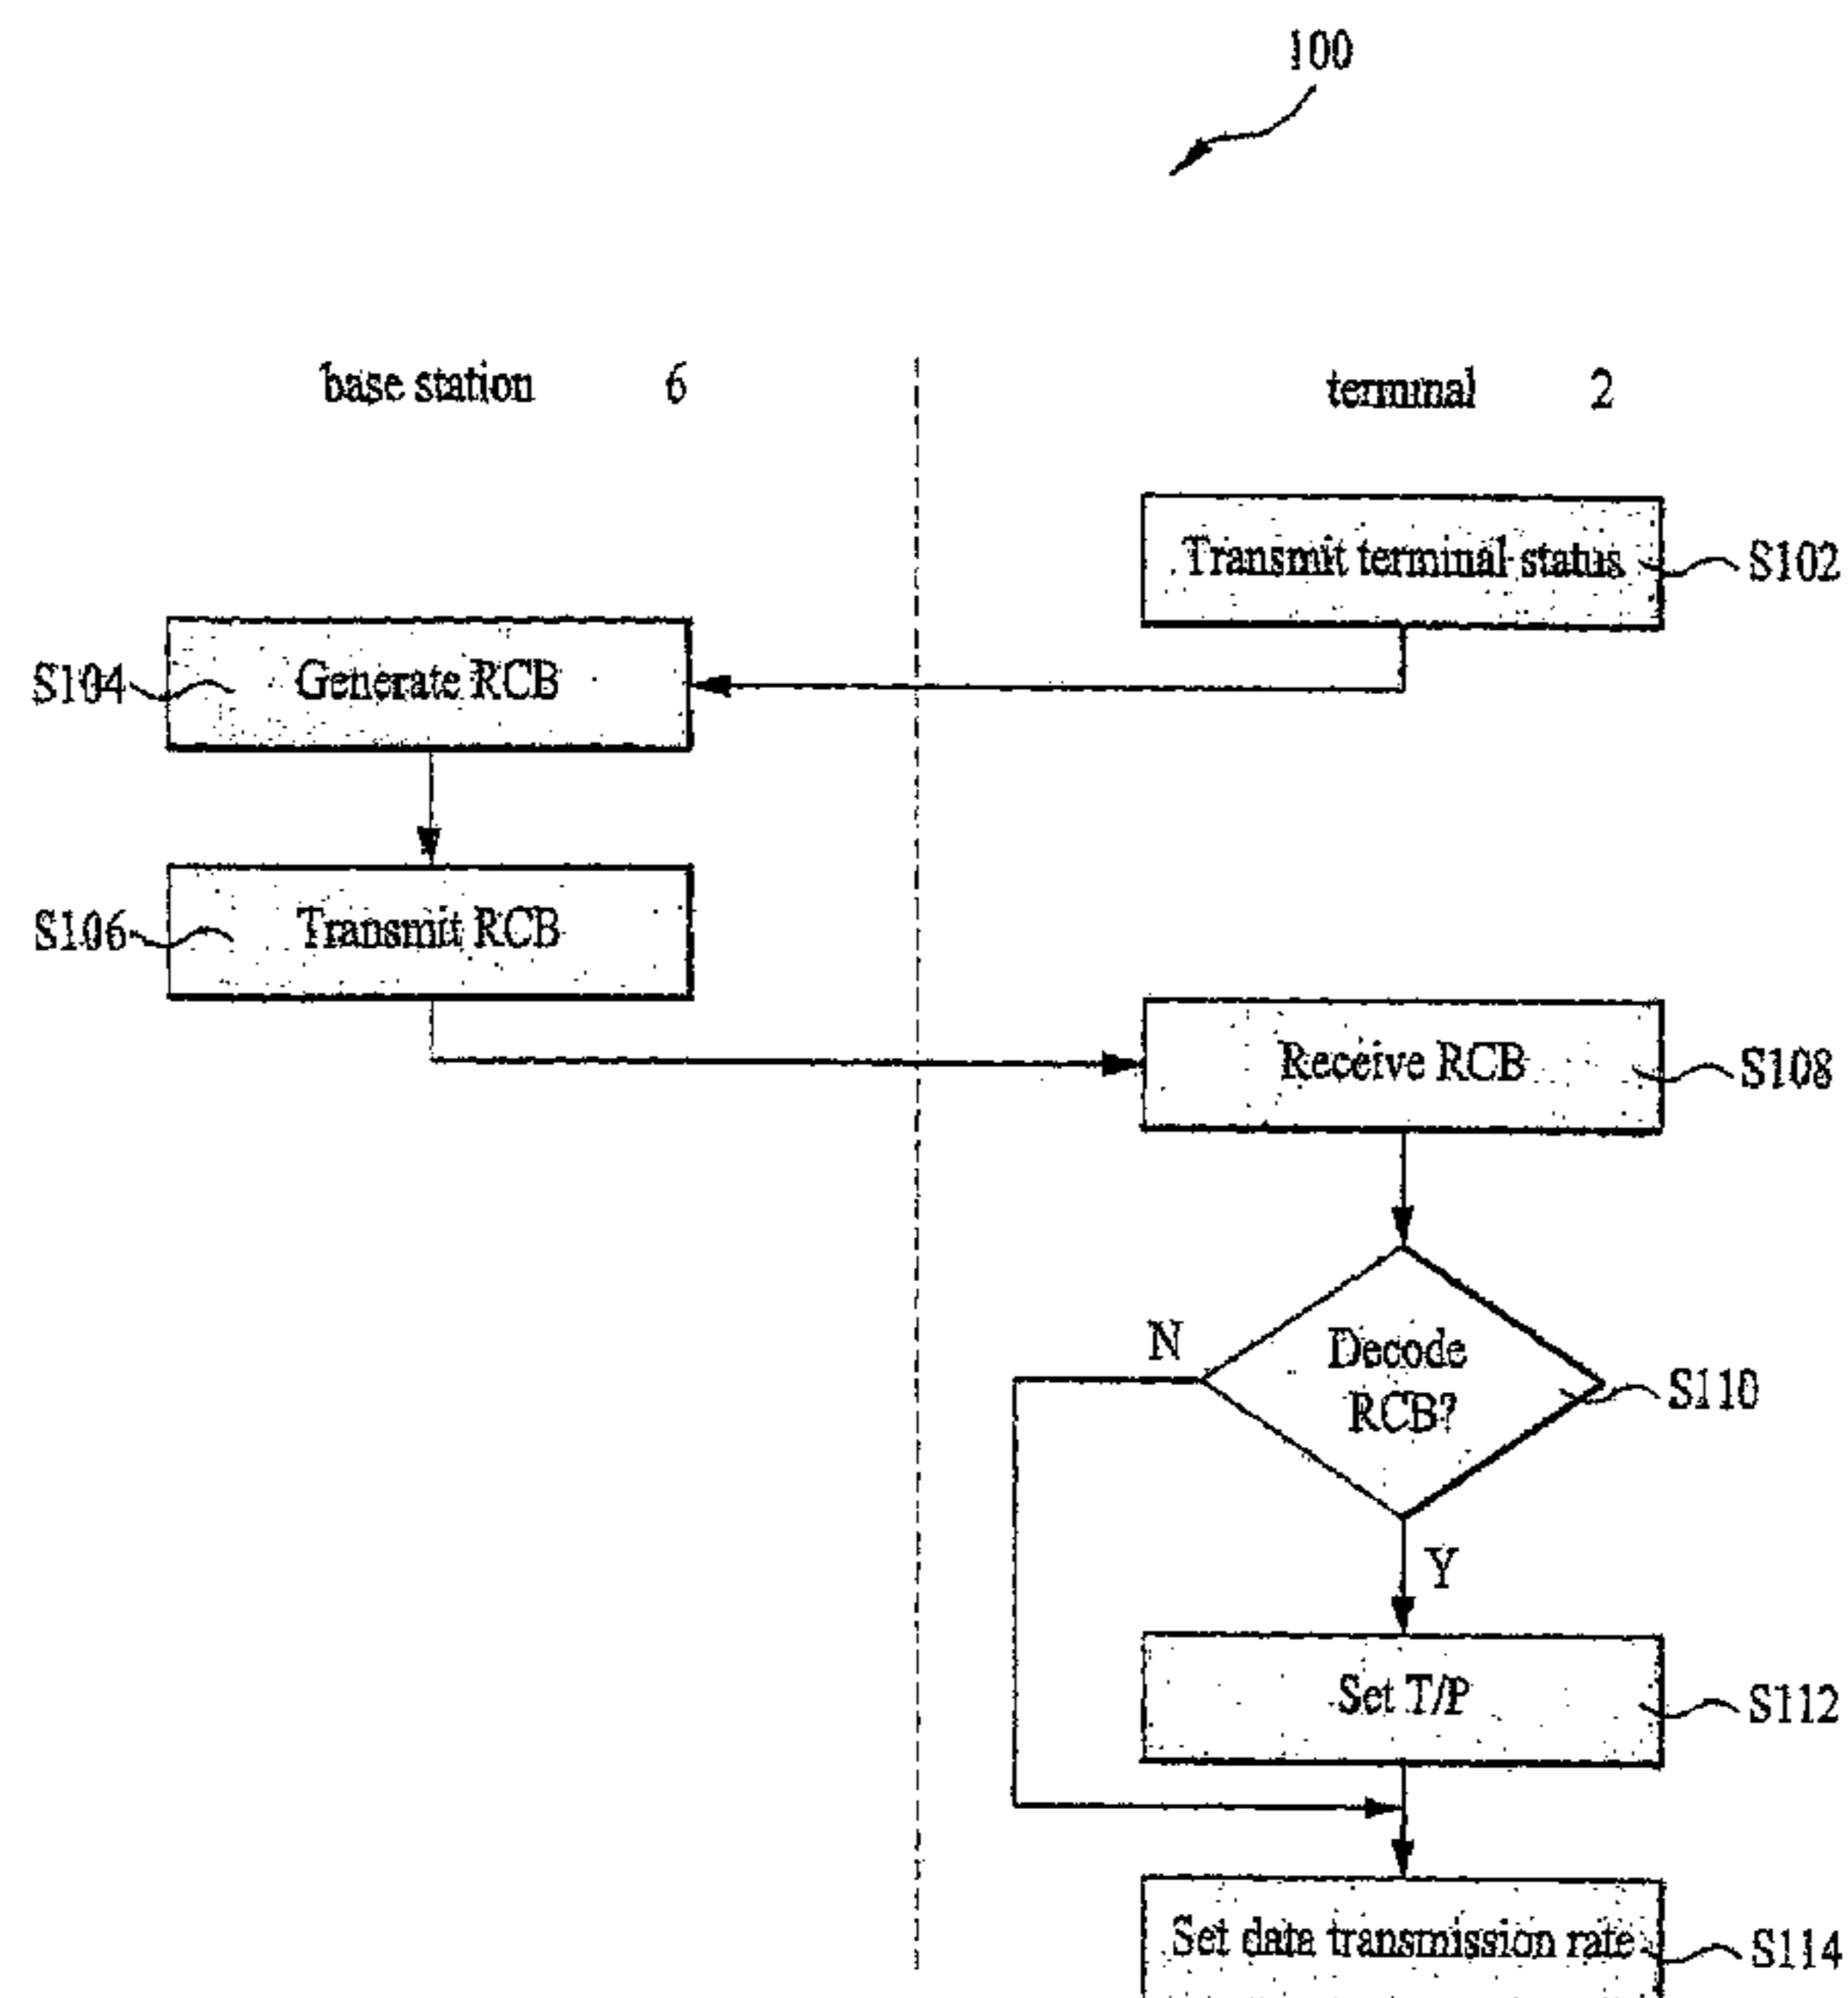 100
base station 6
terminal 2
Transmit terminal status
S102
S104
Generate RCB
S106
Transmit RCB
Receive RCB
S108
Decode
RCB?
S110
N
Y
Set T/P
S112
Set data transmission rate
S114